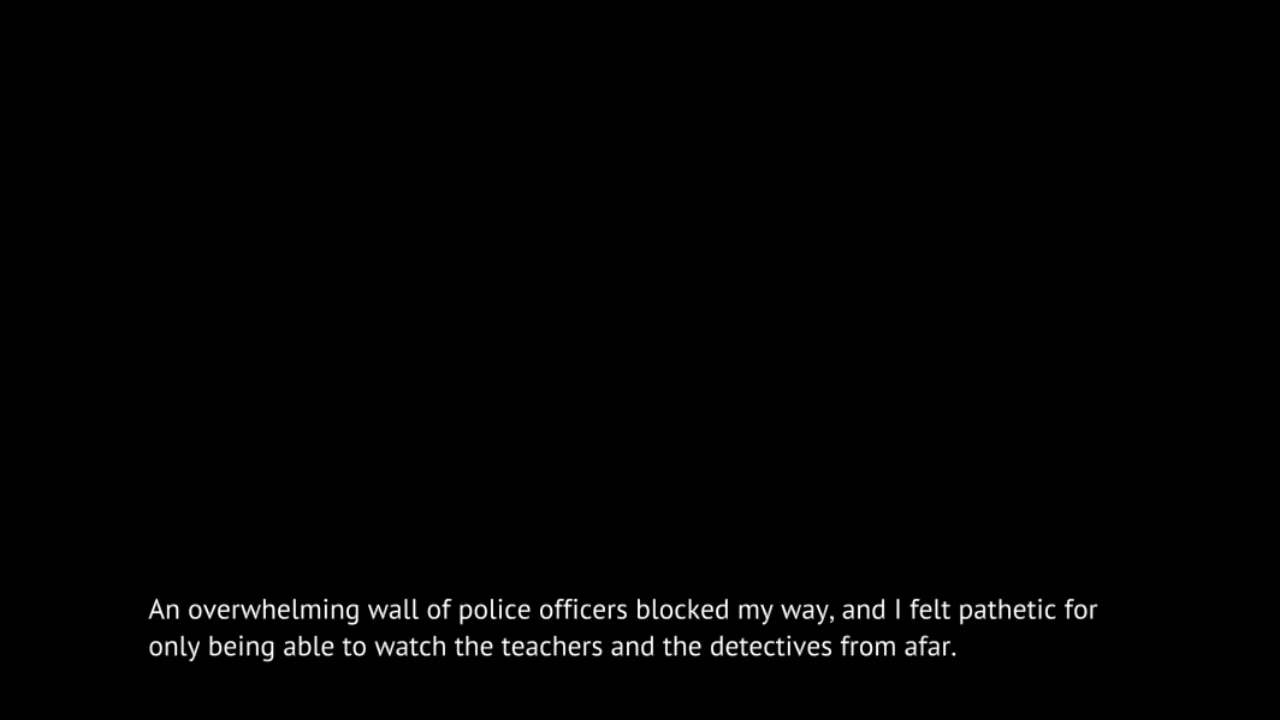 An overwhelming wall of police officers blocked my way, and I felt pathetic for
only being able to watch the teachers and the detectives from afar.